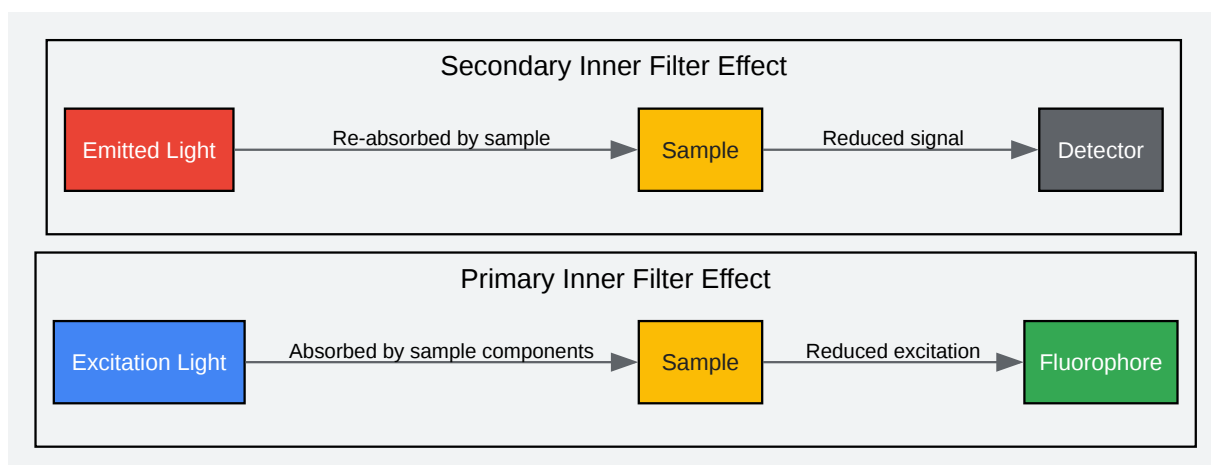 Secondary Inner Filter Effect
Emitted Light
Re-absorbed by sample
Sample
Reduced signal
Detector
Primary Inner Filter Effect
Excitation Light
Absorbed by sample components
Sample
Reduced excitation
Fluorophore